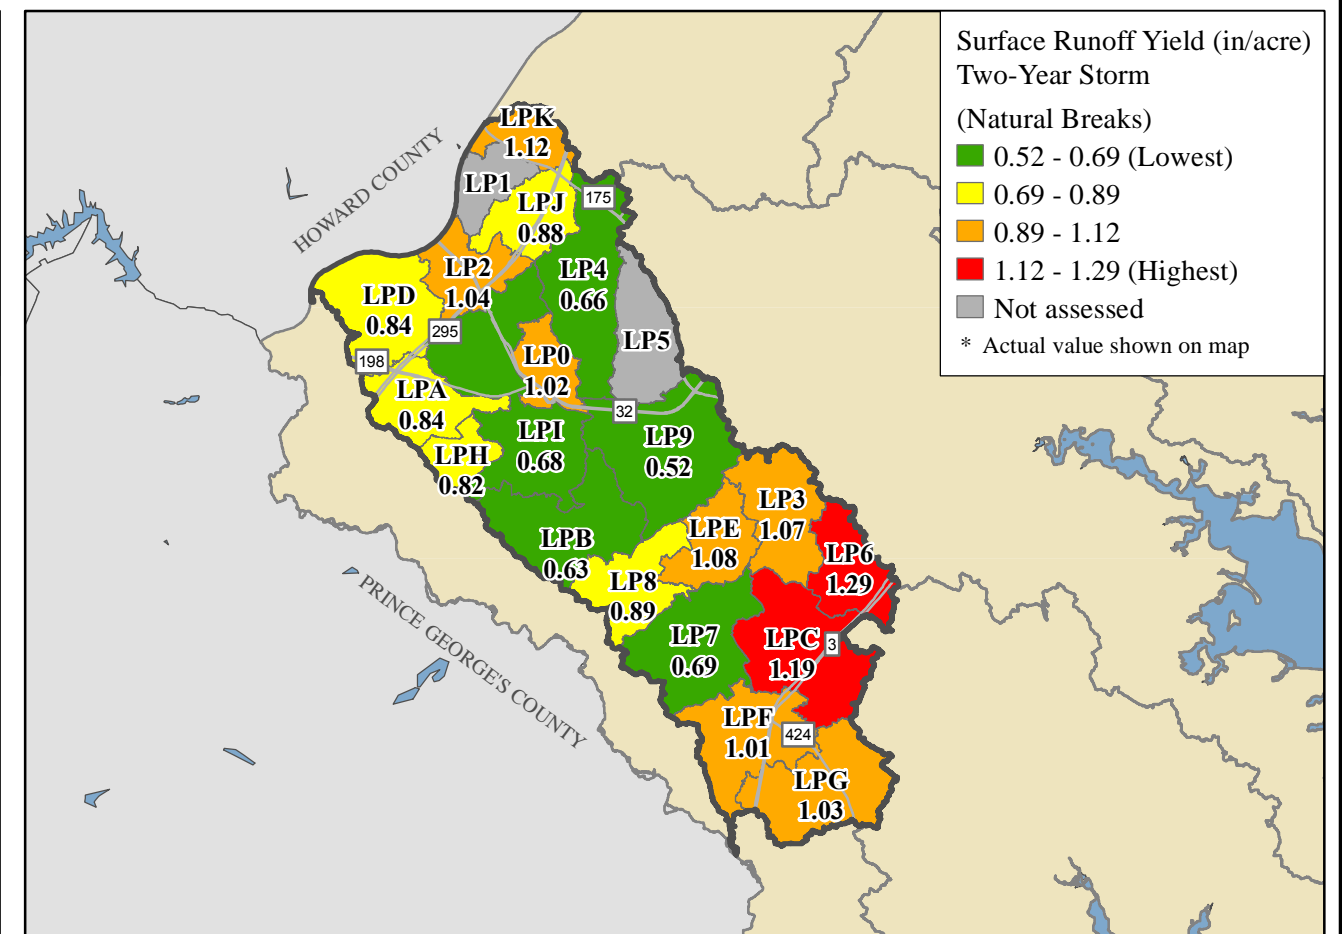 Surface Runoff Yield (in/acre)
Two-Year Storm
(Natural Breaks)
0.52 - 0.69 (Lowest)
0.69 - 0.89
0.89 - 1.12
1.12 - 1.29 (Highest)
Not assessed
* Actual value shown on map
HOWARD COUNTY
PRINCE GEORGE'S COUNTY
LPK
1.12
LP1
LPJ
0.88
175
LP2
1.04
LP4
0.66
LPD
0.84
295
198
LP5
LP0
1.02
LPA
0.84
32
LPI
0.68
LP9
0.52
LPH
0.82
LP3
1.07
LPE
1.08
LPB
0.63
LP6
1.29
LP8
0.89
LP7
0.69
LPC
1.19
3
LPF
1.01
424
LPG
1.03